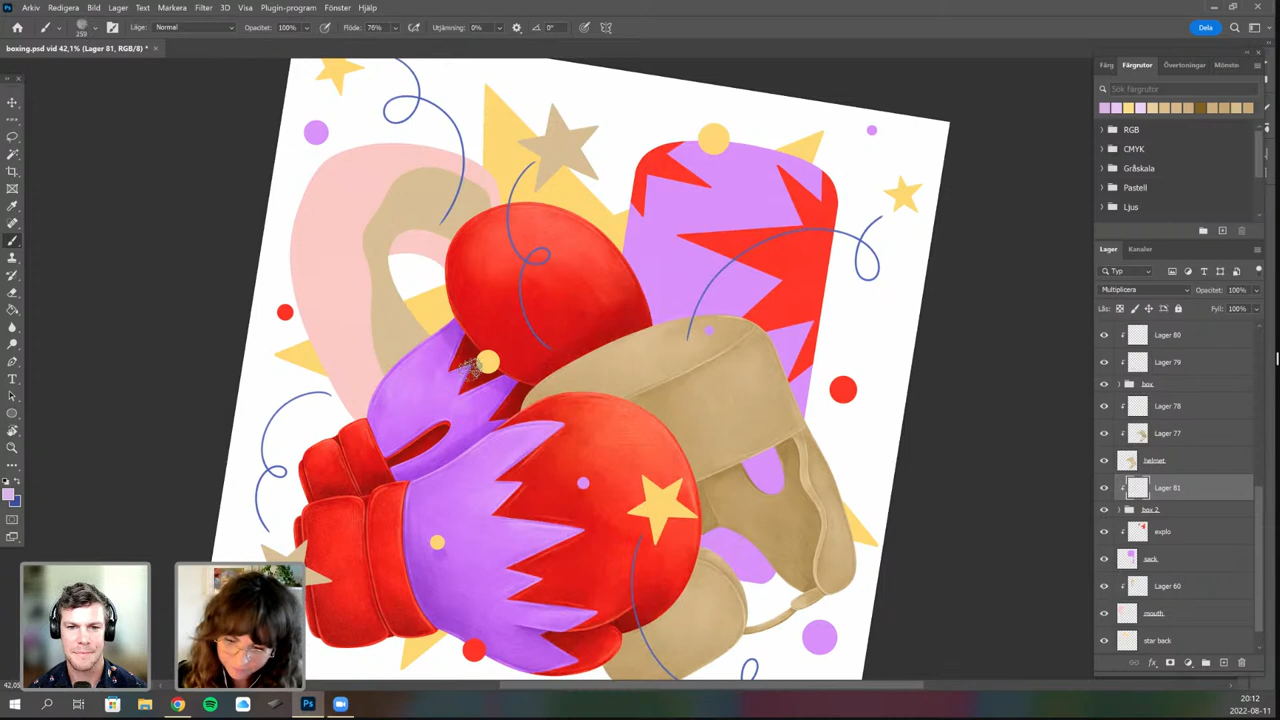 Arkiv Redigera Bild Lager Text Markera Filter 3D Visa Plugin-program Fönster Hjälp
259 Läge: Normal Opacitet: 100% Flöde: 76% Utjämning: 0% 0° Dela
boxing.psd vid 42,1% (Lager 81, RGB/8) *
Färg Färgrutor Övertoningar Mönste
Sök färgrutor
RGB
CMYK
Gråskala
Pastell
Ljus
Lager Kanaler
Typ
Multiplicera Opacitet: 100%
Lås: Fyll: 100%
Lager 80
Lager 79
box
Lager 78
Lager 77
helmet
Lager 81
box 2
explo
sack
Lager 60
mouth
star back
Ps
20:12
2022-08-11